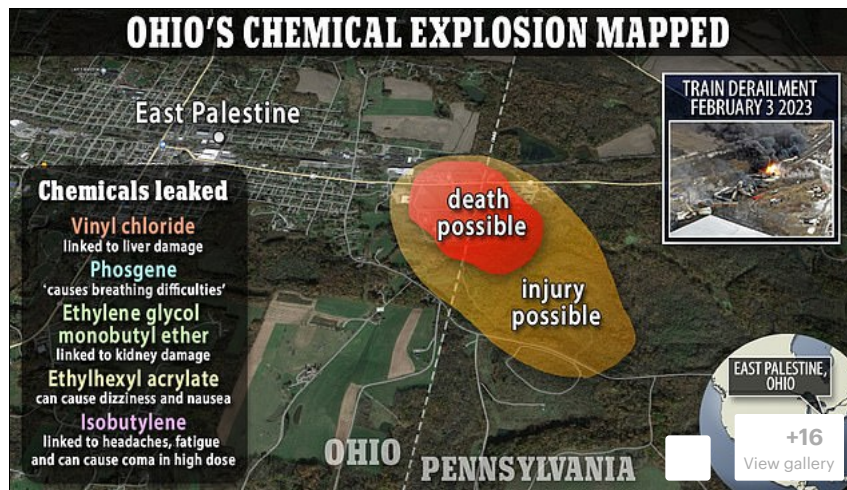 OHIO'S CHEMICAL EXPLOSION MAPPED
East Palestine
TRAIN DERAILMENT
FEBRUARY 3 2023
Chemicals leaked
Vinyl chloride
linked to liver damage
Phosgene
'causes breathing difficulties'
Ethylene glycol
monobutyl ether
linked to kidney damage
Ethylhexyl acrylate
can cause dizziness and nausea
Isobutylene
linked to headaches, fatigue
and can cause coma in high dose
death
possible
injury
possible
OHIO
PENNSYLVANIA
EAST PALESTINE,
OHIO
+16
View gallery